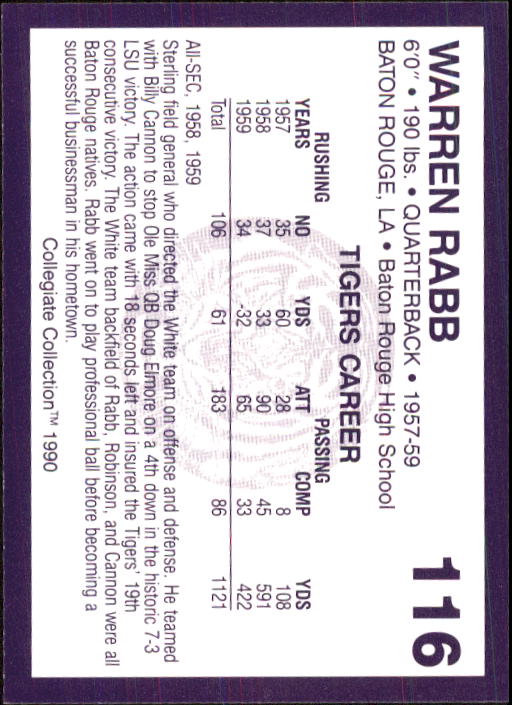 WARREN RABB 116
6'0" • 190 lbs. • QUARTERBACK • 1957-59
BATON ROUGE, LA • Baton Rouge High School
TIGERS CAREER
RUSHING PASSING
YEARS NO YDS ATT COMP YDS
1957 35 60 28 8 108
1958 37 33 90 45 591
1959 34 -32 65 33 422
Total 106 61 183 86 1121
All-SEC, 1958, 1959
Sterling field general who directed the White team on offense and defense. He teamed
with Billy Cannon to stop Ole Miss QB Doug Elmore on a 4th down in the historic 7-3
LSU victory. The action came with 18 seconds left and insured the Tigers' 19th
consecutive victory. The White team backfield of Rabb, Robinson, and Cannon were all
Baton Rouge natives. Rabb went on to play professional ball before becoming a
successful businessman in his hometown.
Collegiate Collection™ 1990